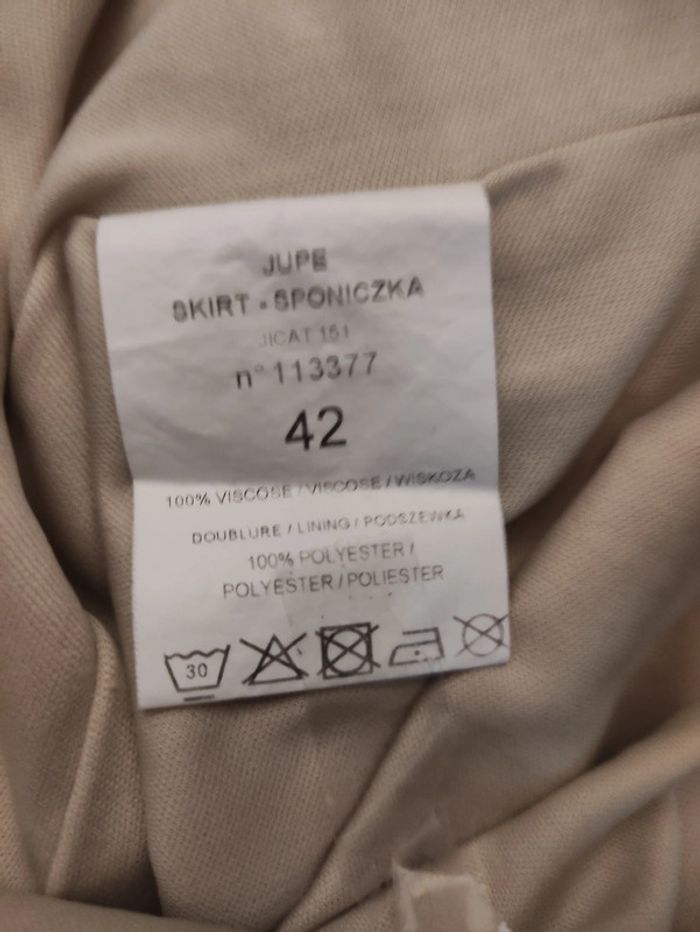 JUPE
SKIRT - SPONICZKA
JICAT 151
n° 113377
42
100% VISCOSE / VISCOSE / WISKOZA
DOUBLURE / LINING / PODSZEWKA
100% POLYESTER /
POLYESTER / POLIESTER
30